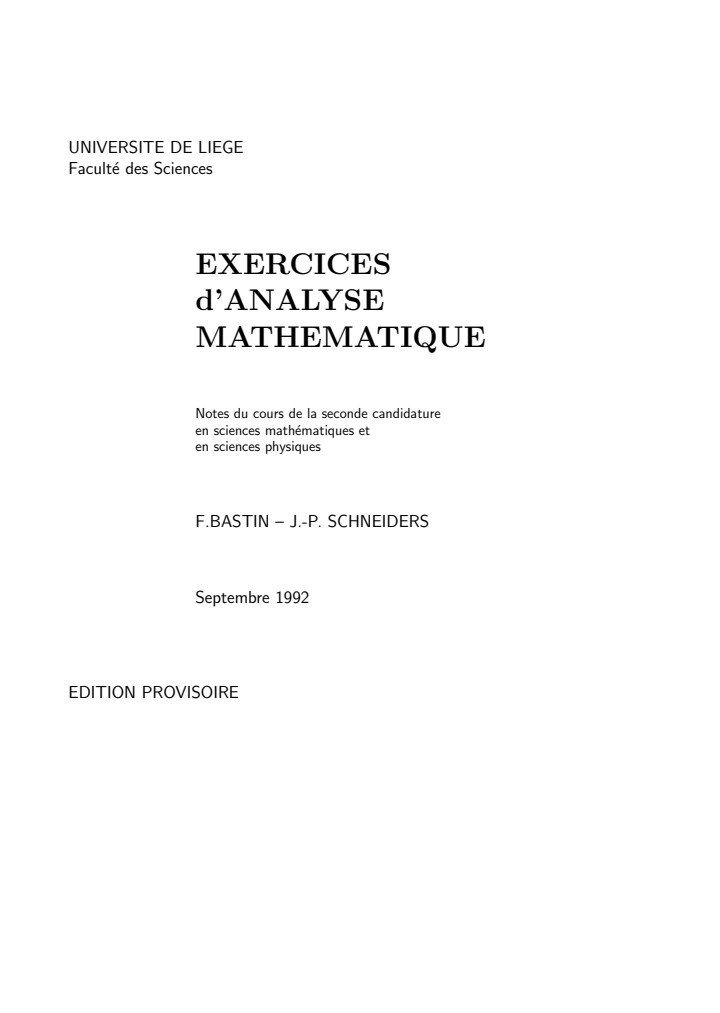 UNIVERSITE DE LIEGE
Faculté des Sciences
EXERCICES
d'ANALYSE
MATHEMATIQUE
Notes du cours de la seconde candidature
en sciences mathématiques et
en sciences physiques
F.BASTIN – J.-P. SCHNEIDERS
Septembre 1992
EDITION PROVISOIRE